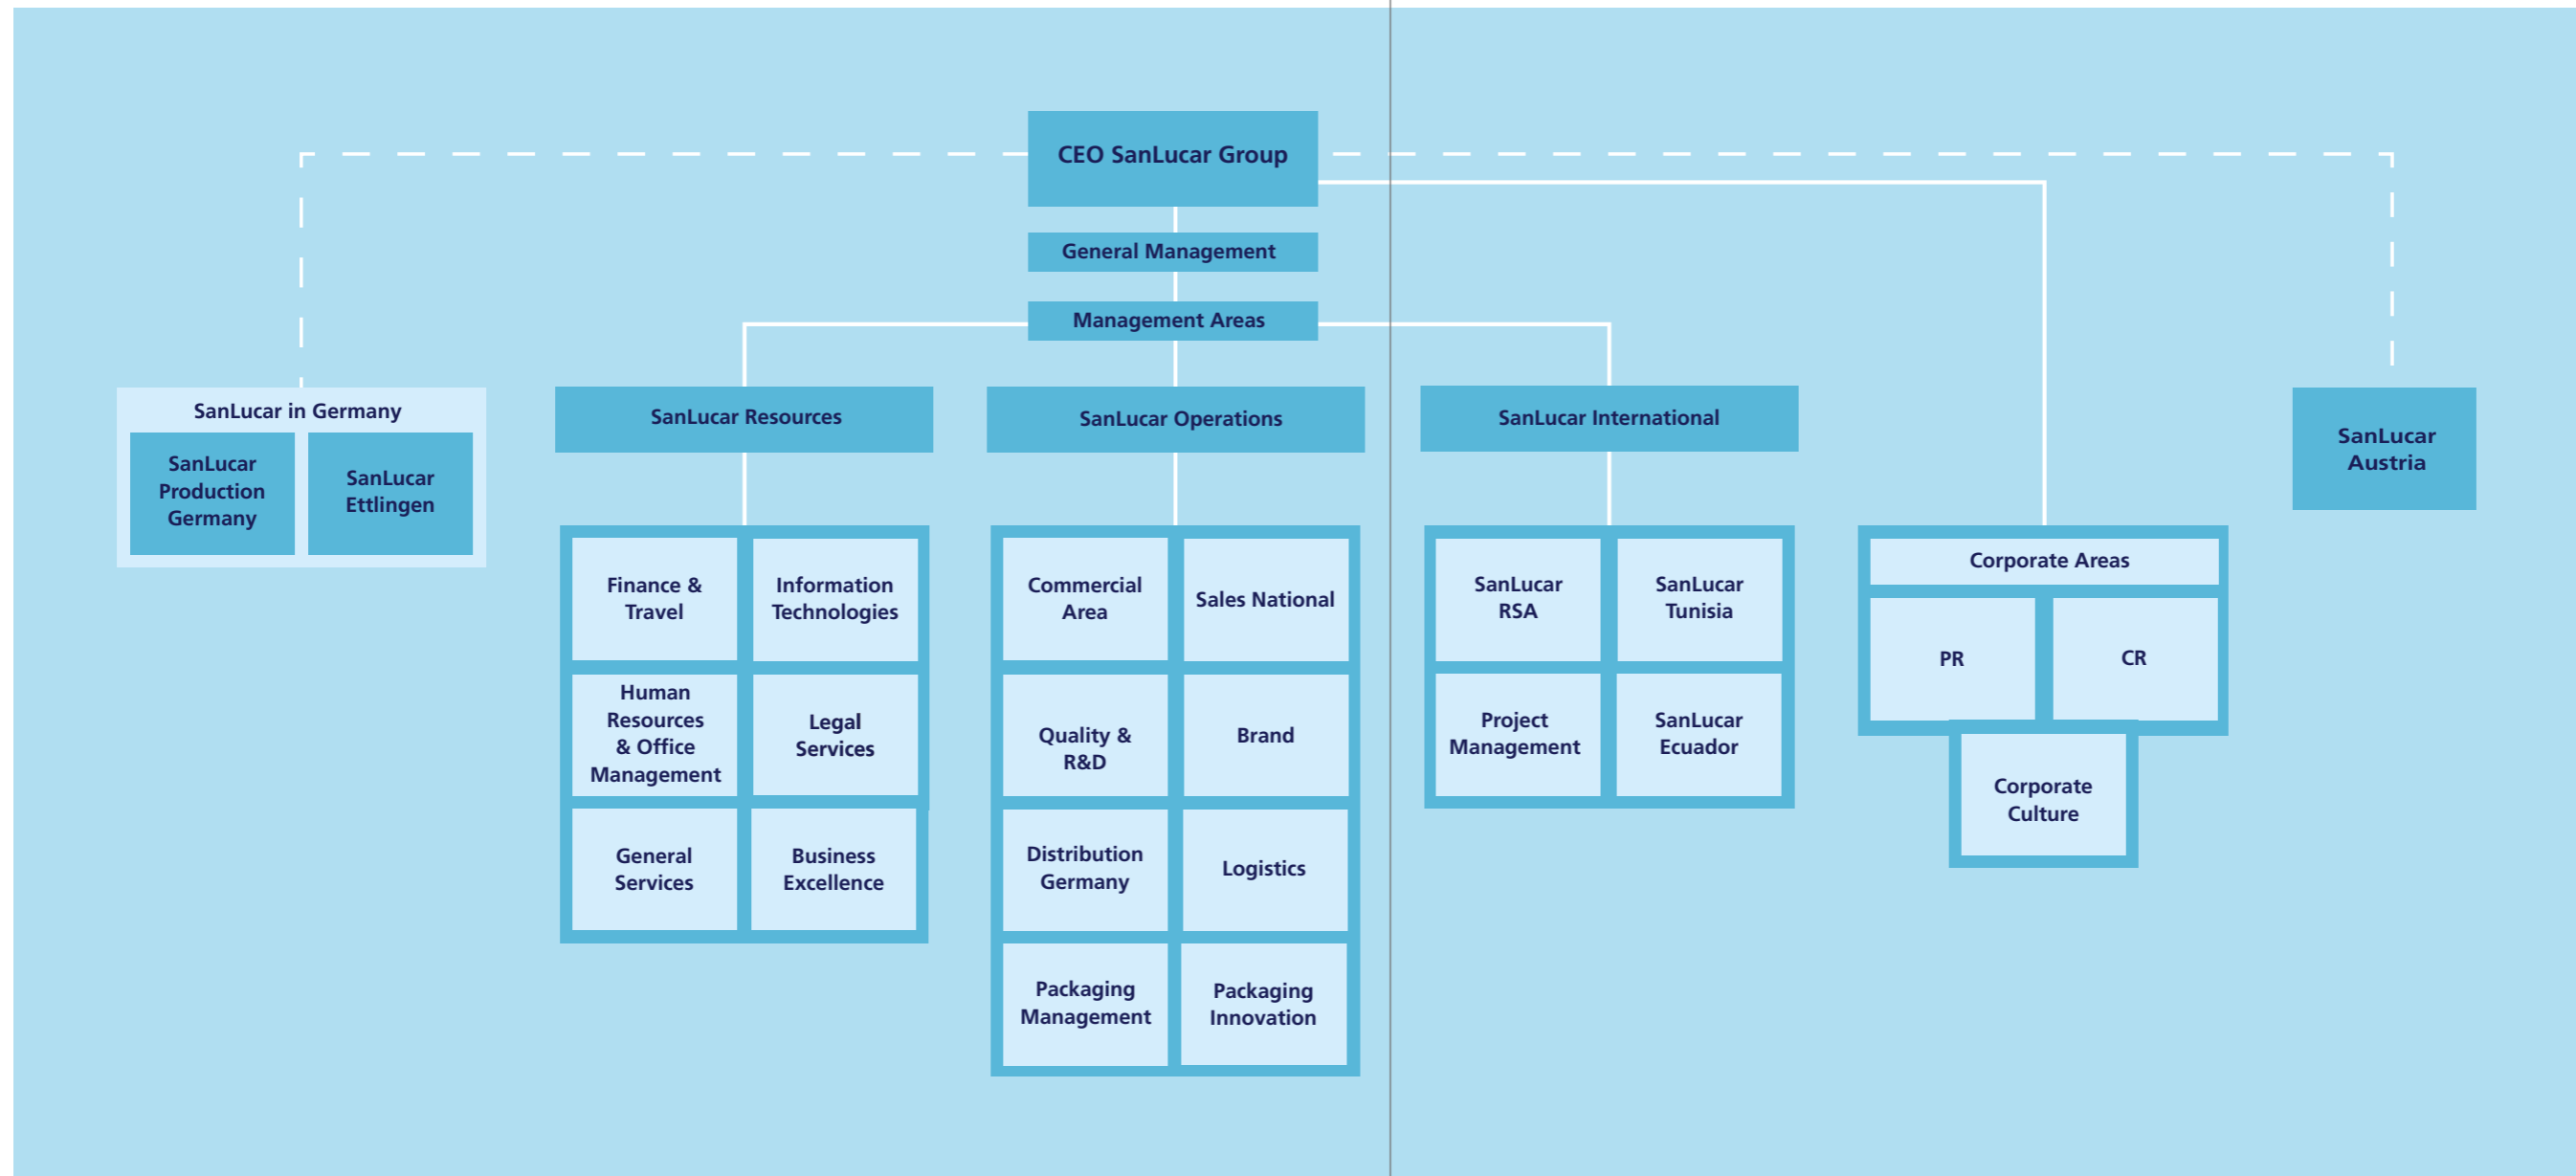 CEO SanLucar Group
General Management
Management Areas
SanLucar in Germany
SanLucar
Production
Germany
SanLucar
Ettlingen
SanLucar Resources
SanLucar Operations
SanLucar International
SanLucar
Austria
Finance &
Travel
Information
Technologies
Human
Resources
& Office
Management
Legal
Services
General
Services
Business
Excellence
Commercial
Area
Sales National
Quality &
R&D
Brand
Distribution
Germany
Logistics
Packaging
Management
Packaging
Innovation
SanLucar
RSA
SanLucar
Tunisia
Project
Management
SanLucar
Ecuador
Corporate Areas
PR
CR
Corporate
Culture